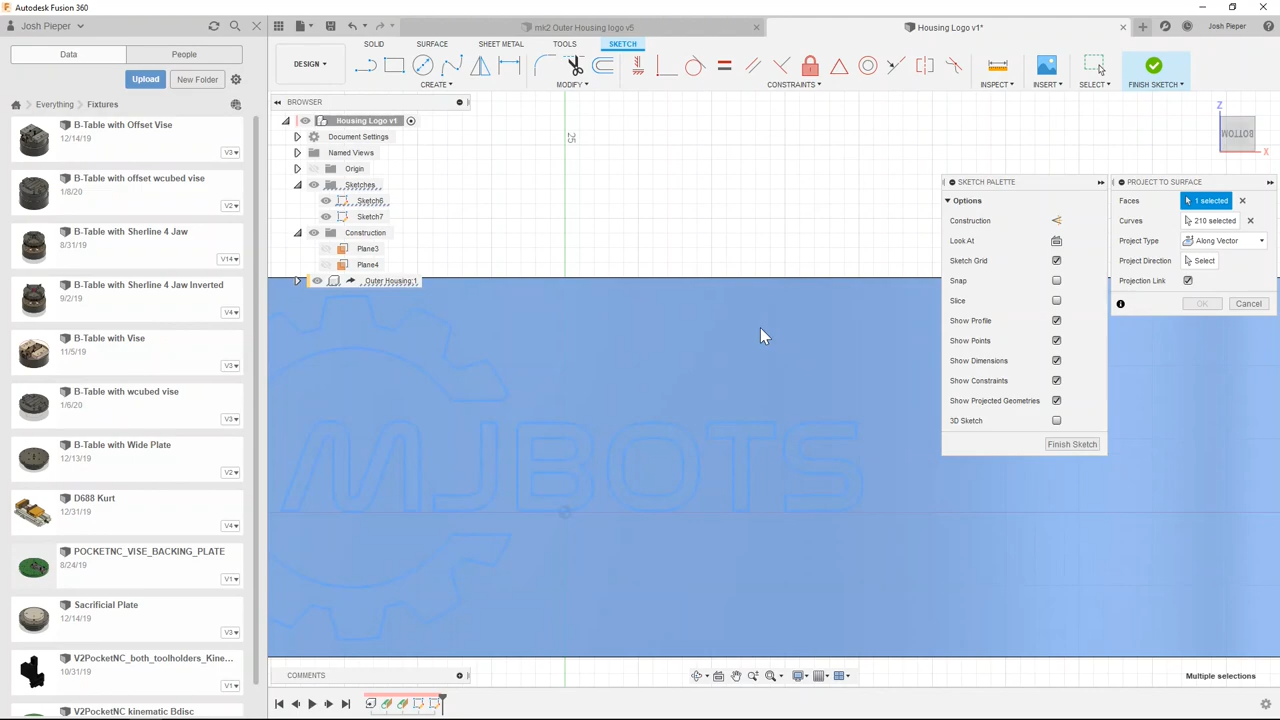 Autodesk Fusion 360
Josh Pieper
mk2 Outer Housing logo v5
Housing Logo v1*
Josh Pieper
Data
People
SOLID
SURFACE
SHEET METAL
TOOLS
SKETCH
Upload
New Folder
DESIGN
CREATE
MODIFY
CONSTRAINTS
INSPECT
INSERT
SELECT
FINISH SKETCH
Everything
Fixtures
BROWSER
Housing Logo v1
Document Settings
Named Views
Origin
Sketches
Sketch6
Sketch7
Construction
Plane3
Plane4
Outer Housing:1
B-Table with Offset Vise
12/14/19
V3
B-Table with offset wcubed vise
1/8/20
V2
B-Table with Sherline 4 Jaw
8/31/19
V14
B-Table with Sherline 4 Jaw Inverted
9/2/19
V4
B-Table with Vise
11/5/19
V3
B-Table with wcubed vise
1/6/20
V3
B-Table with Wide Plate
12/13/19
V2
D688 Kurt
12/31/19
V4
POCKETNC_VISE_BACKING_PLATE
8/24/19
V1
Sacrificial Plate
12/14/19
V3
V2PocketNC_both_toolholders_Kine...
10/31/19
V1
V2PocketNC kinematic Bdisc
25
Z
BOTTOM
X
SKETCH PALETTE
Options
Construction
Look At
Sketch Grid
Snap
Slice
Show Profile
Show Points
Show Dimensions
Show Constraints
Show Projected Geometries
3D Sketch
Finish Sketch
PROJECT TO SURFACE
Faces
1 selected
Curves
210 selected
Project Type
Along Vector
Project Direction
Select
Projection Link
OK
Cancel
MJBOTS
COMMENTS
Multiple selections